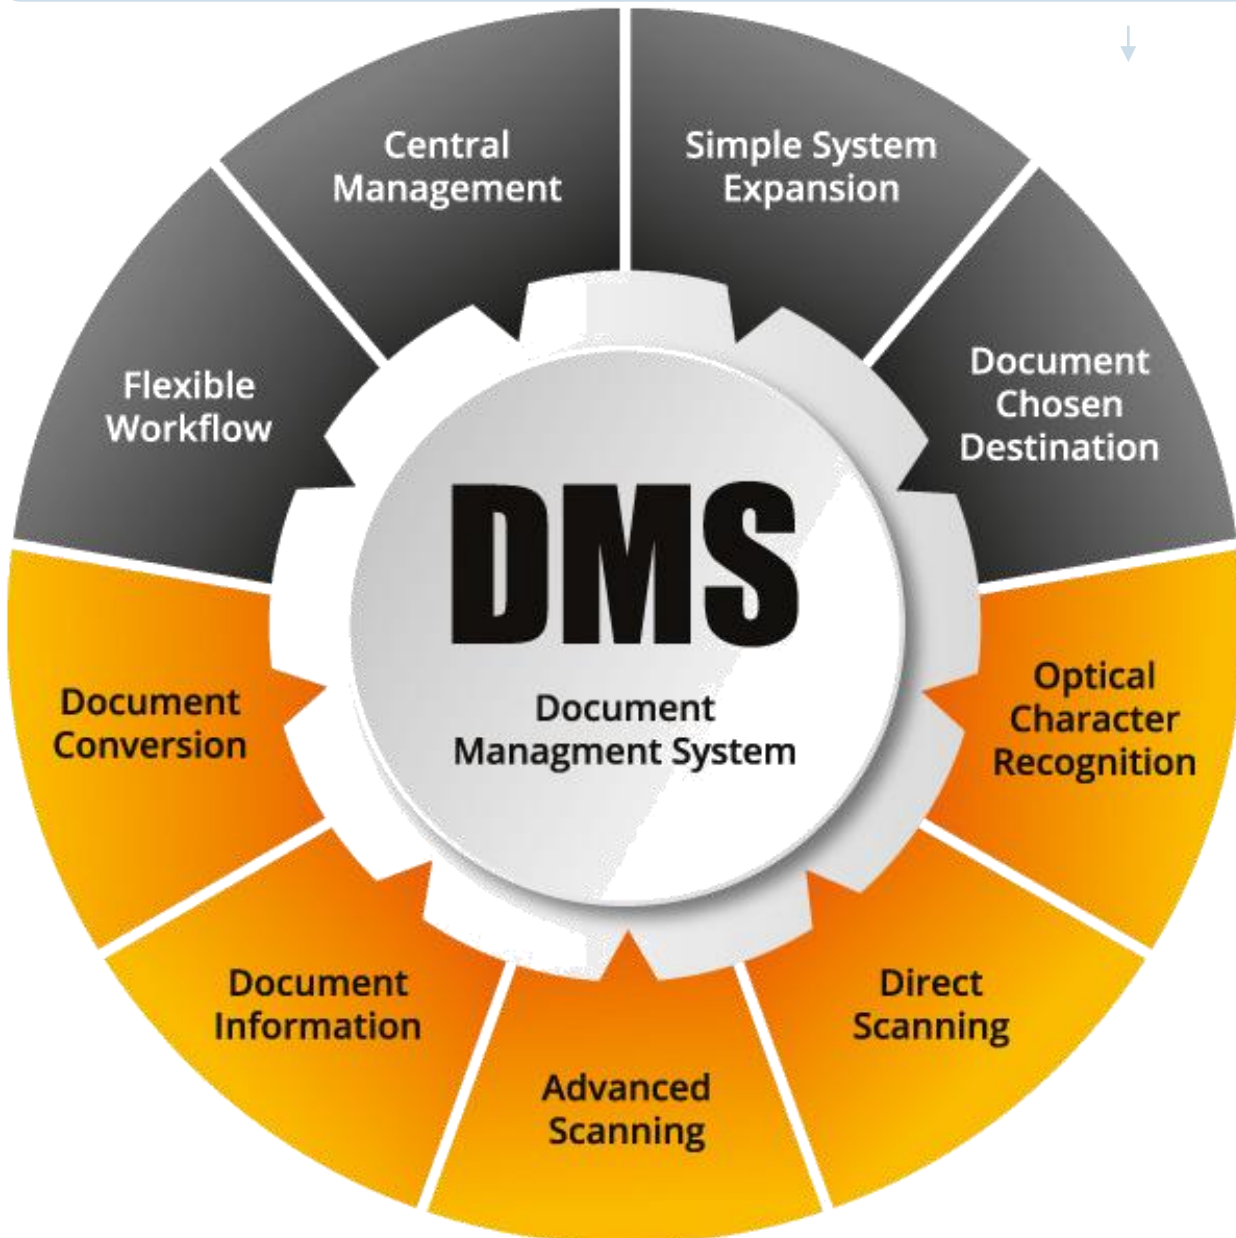 Central
Management
Simple System
Expansion
Document
Chosen
Destination
Flexible
Workflow
DMS
Document
Managment System
Document
Conversion
Optical
Character
Recognition
Document
Information
Direct
Scanning
Advanced
Scanning